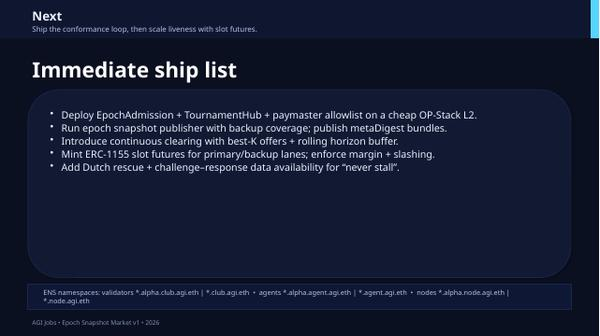 Next
Ship the conformance loop, then scale liveness with slot futures.
Immediate ship list
• Deploy EpochAdmission + TournamentHub + paymaster allowlist on a cheap OP-Stack L2.
• Run epoch snapshot publisher with backup coverage; publish metaDigest bundles.
• Introduce continuous clearing with best-K offers + rolling horizon buffer.
• Mint ERC-1155 slot futures for primary/backup lanes; enforce margin + slashing.
• Add Dutch rescue + challenge–response data availability for “never stall”.
ENS namespaces: validators *.alpha.club.agi.eth | *.club.agi.eth • agents *.alpha.agent.agi.eth | *.agent.agi.eth • nodes *.alpha.node.agi.eth |
*.node.agi.eth
AGI Jobs • Epoch Snapshot Market v1 • 2026